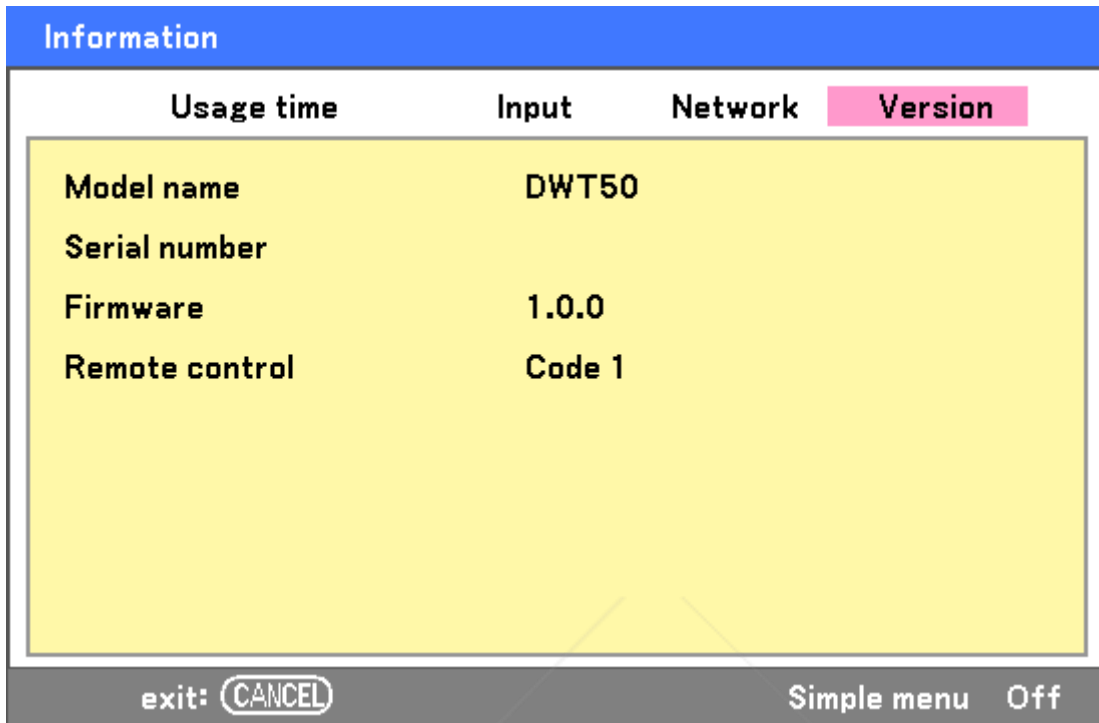 Information
Usage time Input Network Version
Model name DWT50
Serial number
Firmware 1.0.0
Remote control Code 1
exit: CANCEL Simple menu Off